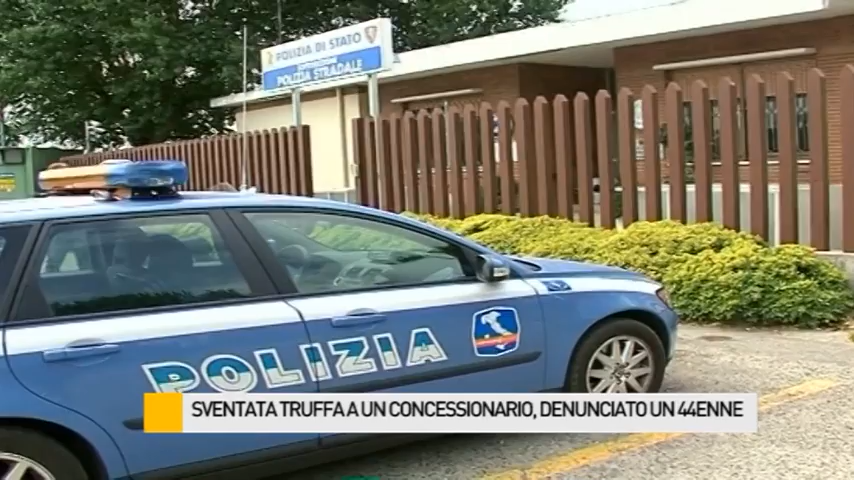 POLIZIA DI STATO
POLIZIA STRADALE
POLIZIA
SVENTATA TRUFFA A UN CONCESSIONARIO, DENUNCIATO UN 44ENNE